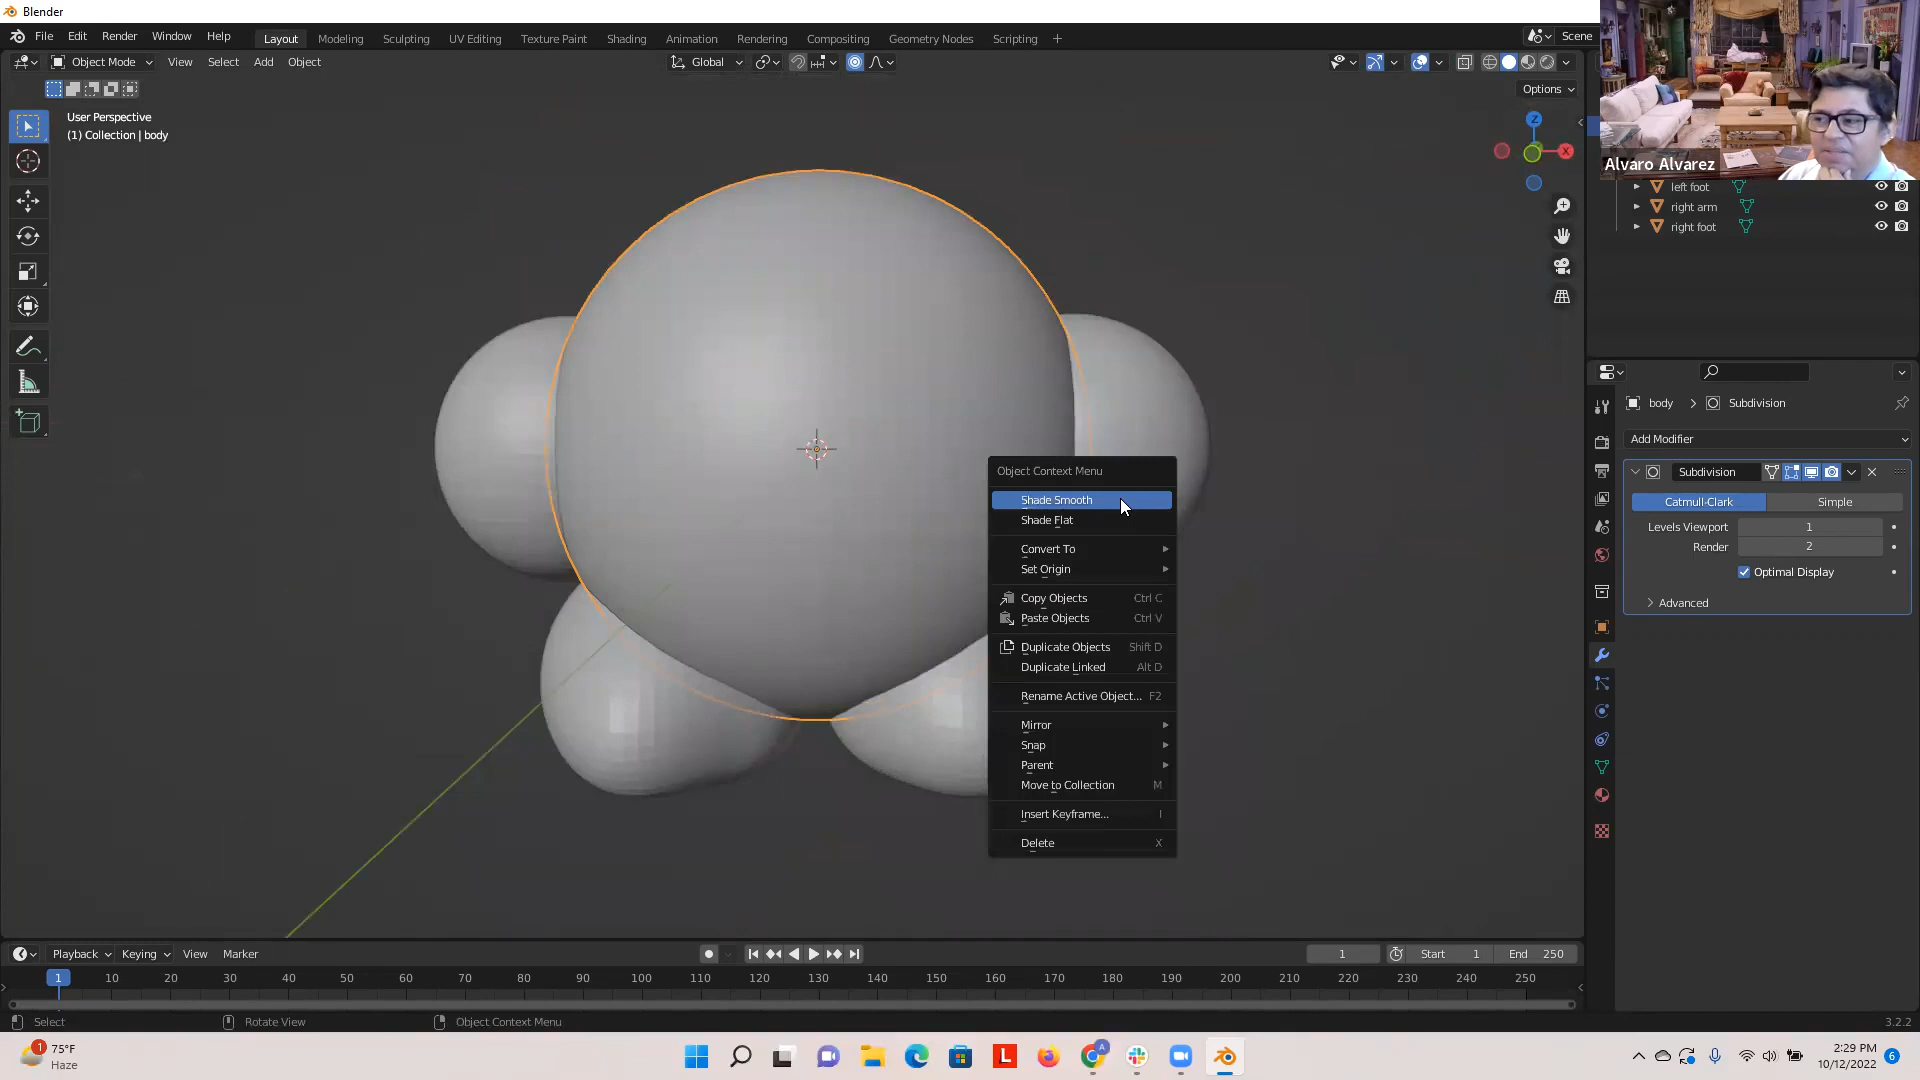 Blender
File Edit Render Window Help
Layout Modeling Sculpting UV Editing Texture Paint Shading Animation Rendering Compositing Geometry Nodes Scripting +
Scene
Object Mode View Select Add Object
Global
Options
User Perspective
(1) Collection | body
Z
X
Alvaro Alvarez
left foot
right arm
right foot
body > Subdivision
Add Modifier
Subdivision
Catmull-Clark Simple
Levels Viewport 1
Render 2
Optimal Display
Advanced
Object Context Menu
Shade Smooth
Shade Flat
Convert To
Set Origin
Copy Objects Ctrl C
Paste Objects Ctrl V
Duplicate Objects Shift D
Duplicate Linked Alt D
Rename Active Object... F2
Mirror
Snap
Parent
Move to Collection M
Insert Keyframe... I
Delete X
Playback Keying View Marker
1 Start 1 End 250
1 10 20 30 40 50 60 70 80 90 100 110 120 130 140 150 160 170 180 190 200 210 220 230 240 250
Select Rotate View Object Context Menu
3.2.2
1 75°F
Haze
L
A
2:29 PM
10/12/2022
6